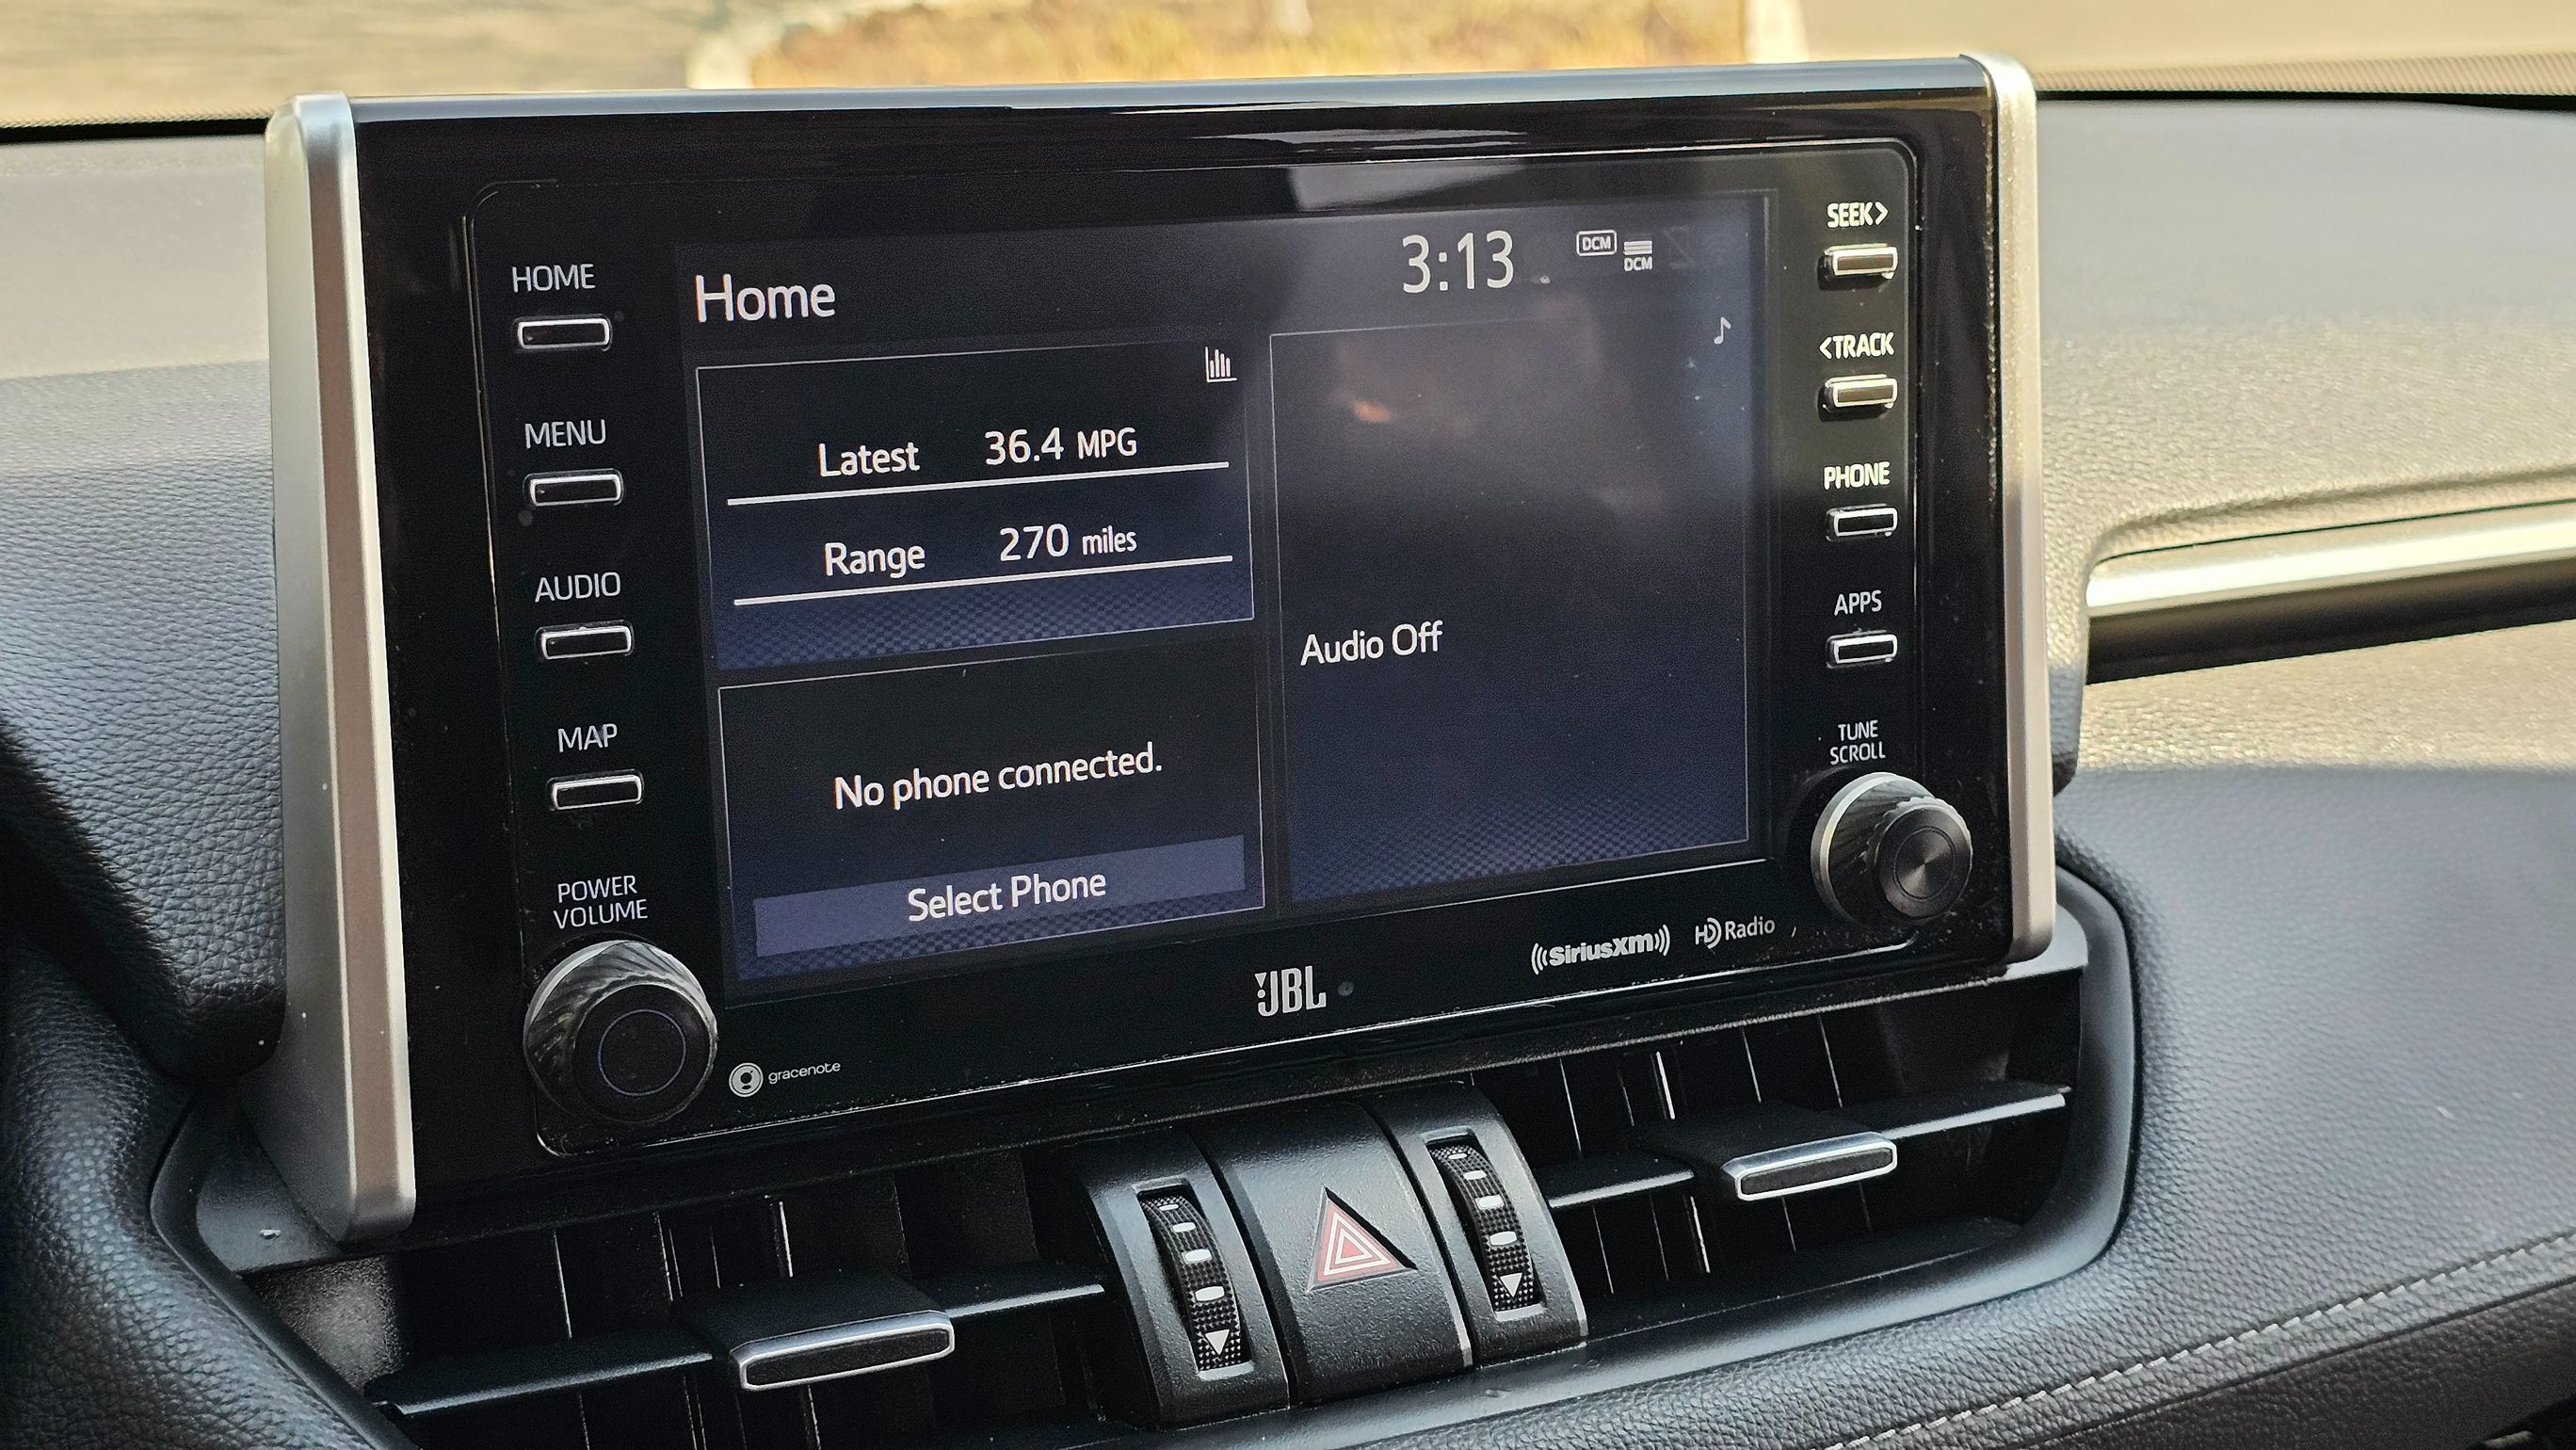 HOME
MENU
AUDIO
MAP
POWER
VOLUME
Home
3:13
DCM
DCM
Latest 36.4 MPG
Range 270 miles
No phone connected.
Select Phone
Audio Off
SEEK>
<TRACK
PHONE
APPS
TUNE
SCROLL
gracenote
JBL
((SiriusXM))
HD Radio